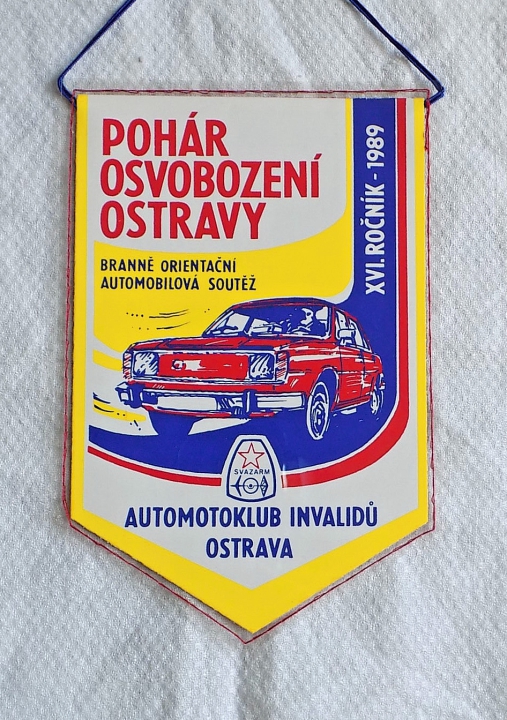 POHÁR
OSVOBOZENÍ
OSTRAVY
BRANNĚ ORIENTAČNÍ
AUTOMOBILOVÁ SOUTĚŽ
XVI. ROČNÍK - 1989
SVAZARM
AUTOMOTOKLUB INVALIDŮ
OSTRAVA